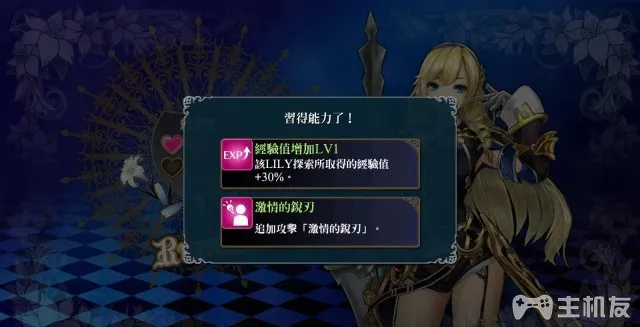 習得能力了！
EXP
經驗值增加LV1
該LILY探索所取得的經驗值
+30%。
激情的銳刃
追加攻擊「激情的銳刃」。
主机友